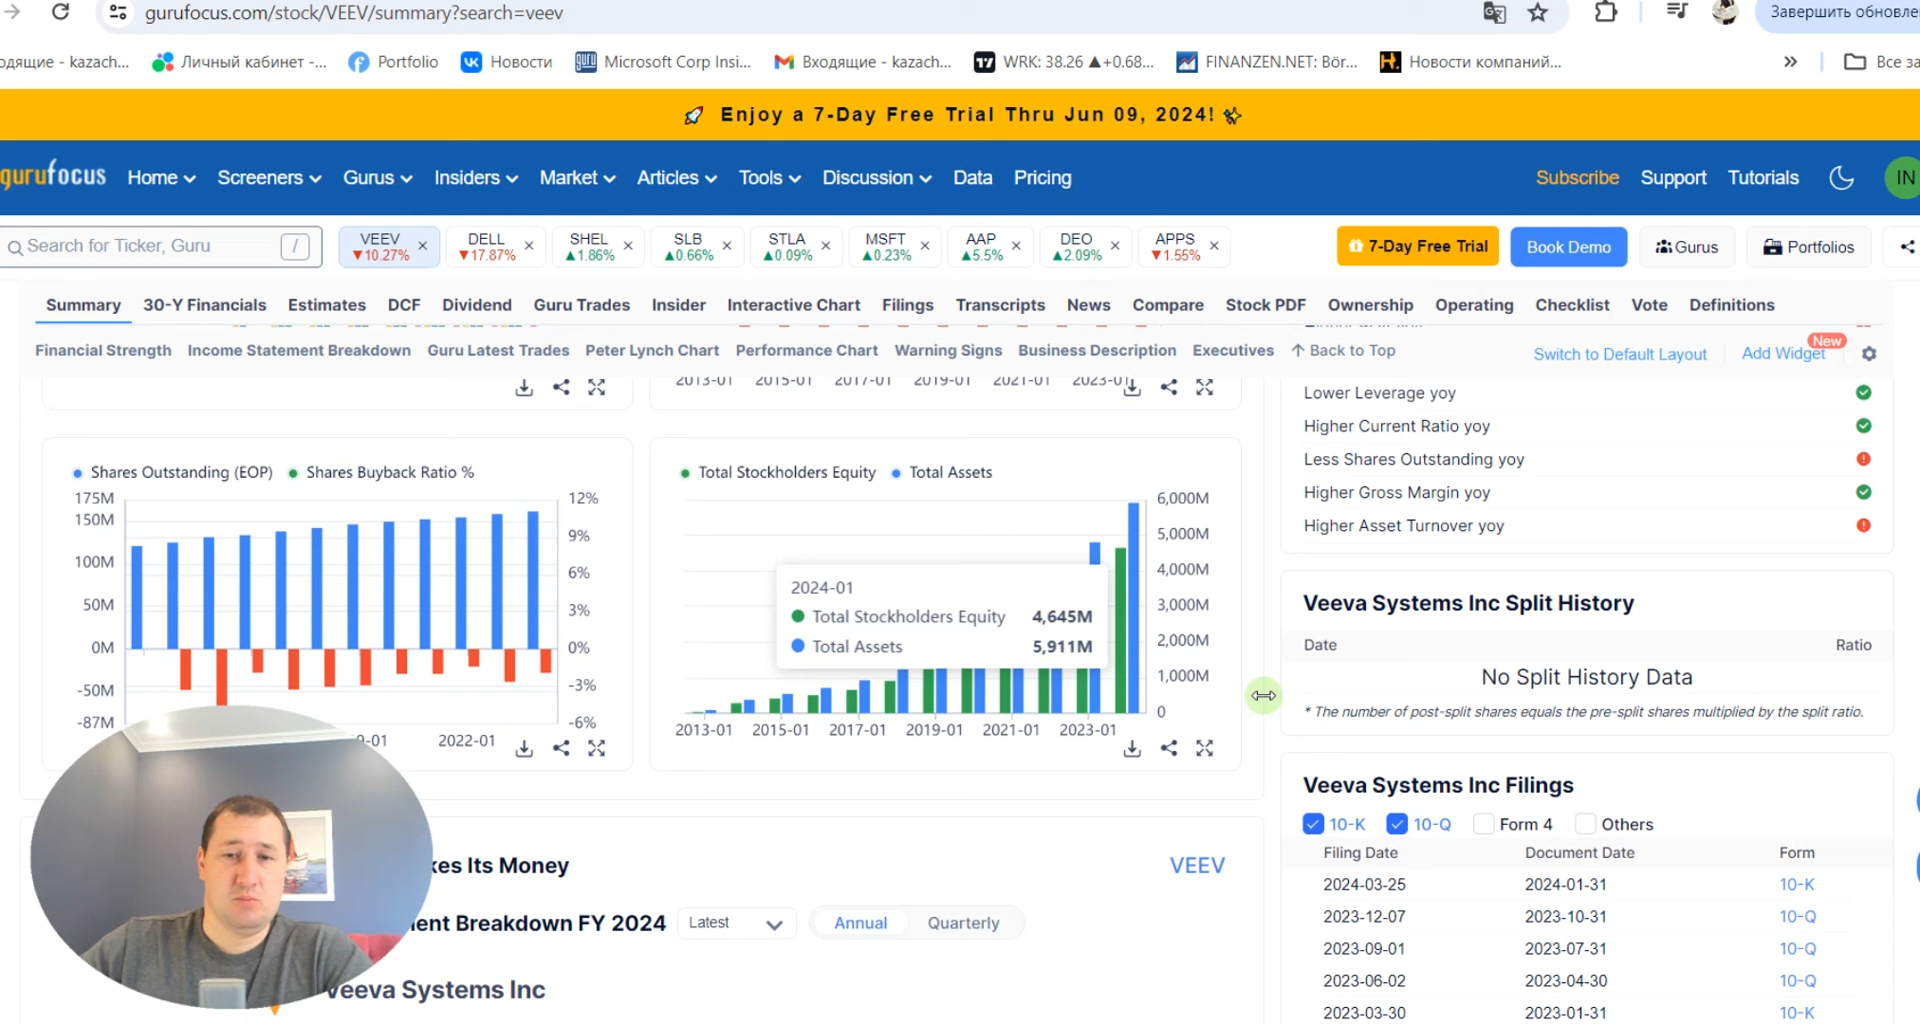 gurufocus.com/stock/VEEV/summary?search=veev
Завершить обновле
одящие - kazach... Личный кабинет -... Portfolio Новости Microsoft Corp Insi... Входящие - kazach... WRK: 38.26 ▲+0.68... FINANZEN.NET: Bör... Новости компаний... » Все за
Enjoy a 7-Day Free Trial Thru Jun 09, 2024!
gurufocus Home Screeners Gurus Insiders Market Articles Tools Discussion Data Pricing Subscribe Support Tutorials IN
Search for Ticker, Guru / VEEV × DELL × SHEL × SLB × STLA × MSFT × AAP × DEO × APPS × 7-Day Free Trial Book Demo Gurus Portfolios
▼10.27% ▼17.87% ▲1.86% ▲0.66% ▲0.09% ▲0.23% ▲5.5% ▲2.09% ▼1.55%
Summary 30-Y Financials Estimates DCF Dividend Guru Trades Insider Interactive Chart Filings Transcripts News Compare Stock PDF Ownership Operating Checklist Vote Definitions
Financial Strength Income Statement Breakdown Guru Latest Trades Peter Lynch Chart Performance Chart Warning Signs Business Description Executives ↑ Back to Top
Switch to Default Layout Add Widget New
2013-01 2015-01 2017-01 2019-01 2021-01 2023-01
Shares Outstanding (EOP) Shares Buyback Ratio %
175M
150M
100M
50M
0M
-50M
-87M
12%
9%
6%
3%
0%
-3%
-6%
-01 2022-01
Total Stockholders Equity Total Assets
6,000M
5,000M
4,000M
3,000M
2,000M
1,000M
0
2024-01
Total Stockholders Equity 4,645M
Total Assets 5,911M
2013-01 2015-01 2017-01 2019-01 2021-01 2023-01
Lower Leverage yoy
Higher Current Ratio yoy
Less Shares Outstanding yoy
Higher Gross Margin yoy
Higher Asset Turnover yoy
Veeva Systems Inc Split History
Date Ratio
No Split History Data
* The number of post-split shares equals the pre-split shares multiplied by the split ratio.
Veeva Systems Inc Filings
10-K 10-Q Form 4 Others
Filing Date Document Date Form
2024-03-25 2024-01-31 10-K
2023-12-07 2023-10-31 10-Q
2023-09-01 2023-07-31 10-Q
2023-06-02 2023-04-30 10-Q
2023-03-30 2023-01-31 10-K
kes Its Money VEEV
ent Breakdown FY 2024 Latest Annual Quarterly
Veeva Systems Inc